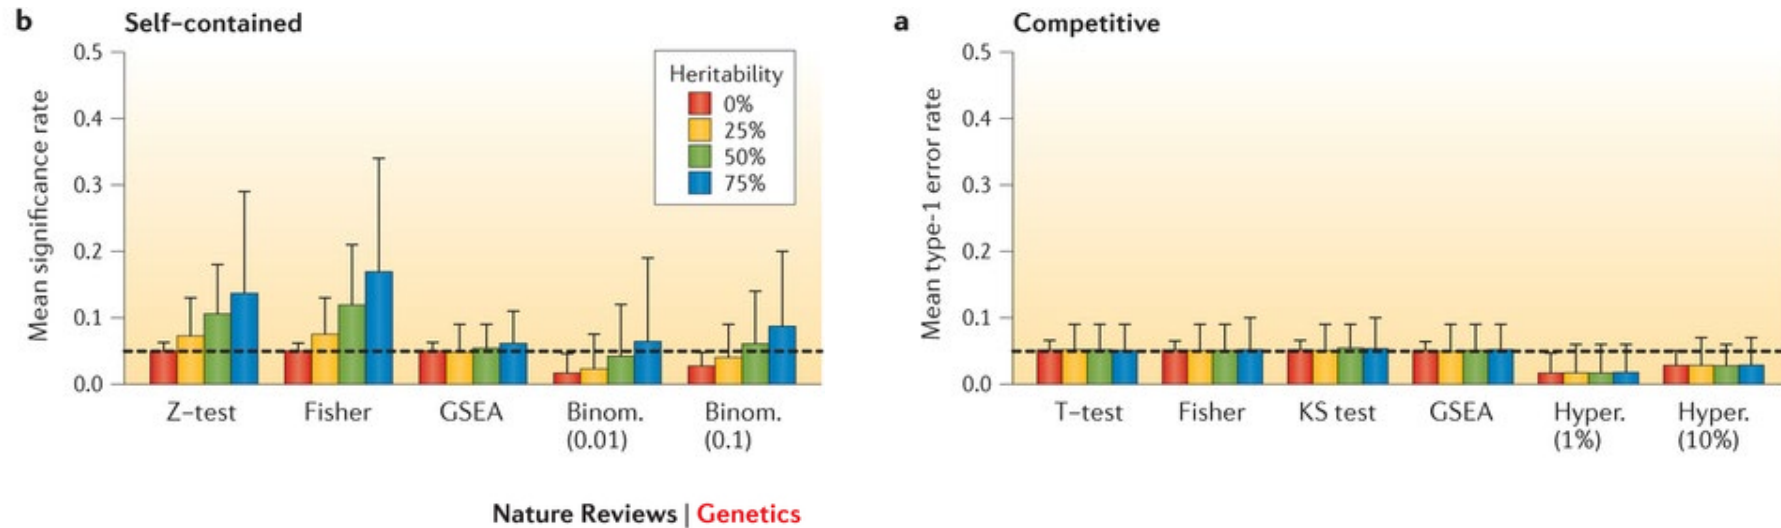 b Self-contained
Mean significance rate
0.5
0.4
0.3
0.2
0.1
0.0
Heritability
0%
25%
50%
75%
Z-test Fisher GSEA Binom. Binom.
(0.01) (0.1)
a Competitive
Mean type-1 error rate
0.5
0.4
0.3
0.2
0.1
0.0
T-test Fisher KS test GSEA Hyper. Hyper.
(1%) (10%)
Nature Reviews | Genetics